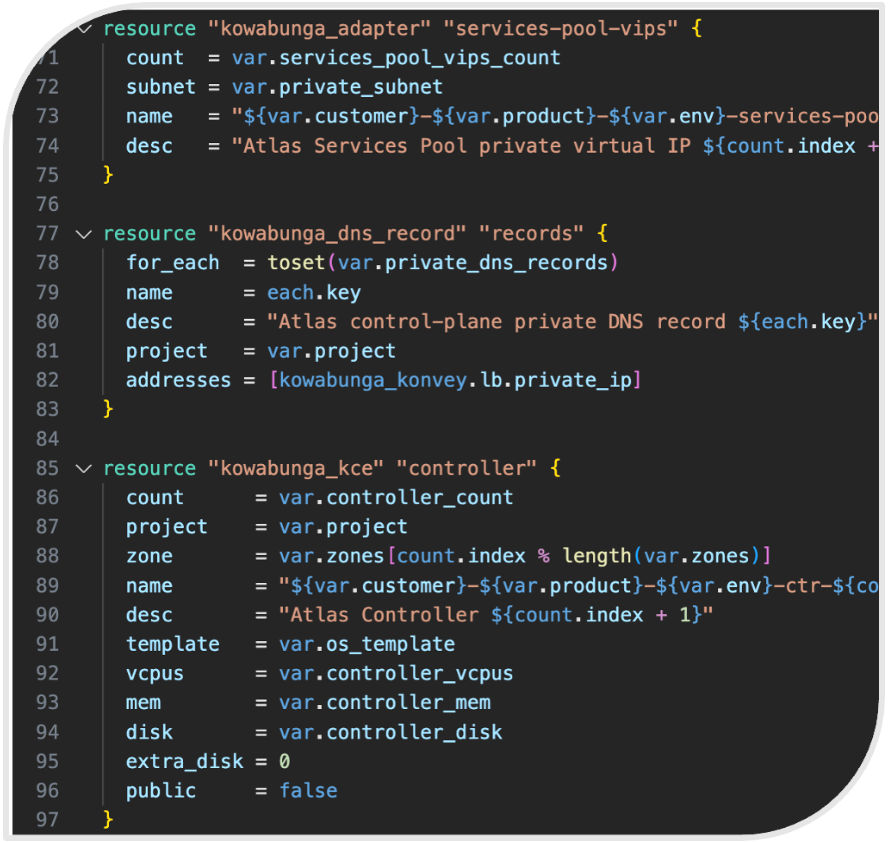 resource "kowabunga_adapter" "services-pool-vips" {
71 count = var.services_pool_vips_count
72 subnet = var.private_subnet
73 name = "${var.customer}-${var.product}-${var.env}-services-poo
74 desc = "Atlas Services Pool private virtual IP ${count.index +
75 }
76
77 resource "kowabunga_dns_record" "records" {
78 for_each = toset(var.private_dns_records)
79 name = each.key
80 desc = "Atlas control-plane private DNS record ${each.key}"
81 project = var.project
82 addresses = [kowabunga_konvey.lb.private_ip]
83 }
84
85 resource "kowabunga_kce" "controller" {
86 count = var.controller_count
87 project = var.project
88 zone = var.zones[count.index % length(var.zones)]
89 name = "${var.customer}-${var.product}-${var.env}-ctr-${co
90 desc = "Atlas Controller ${count.index + 1}"
91 template = var.os_template
92 vcpus = var.controller_vcpus
93 mem = var.controller_mem
94 disk = var.controller_disk
95 extra_disk = 0
96 public = false
97 }